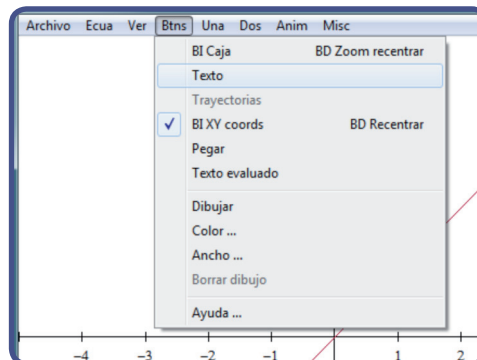 Archivo Ecua Ver Btns Una Dos Anim Misc
BI Caja BD Zoom recentrar
Texto
Trayectorias
BI XY coords BD Recentrar
Pegar
Texto evaluado
Dibujar
Color ...
Ancho ...
Borrar dibujo
Ayuda ...
−4 −3 −2 −1 1 2